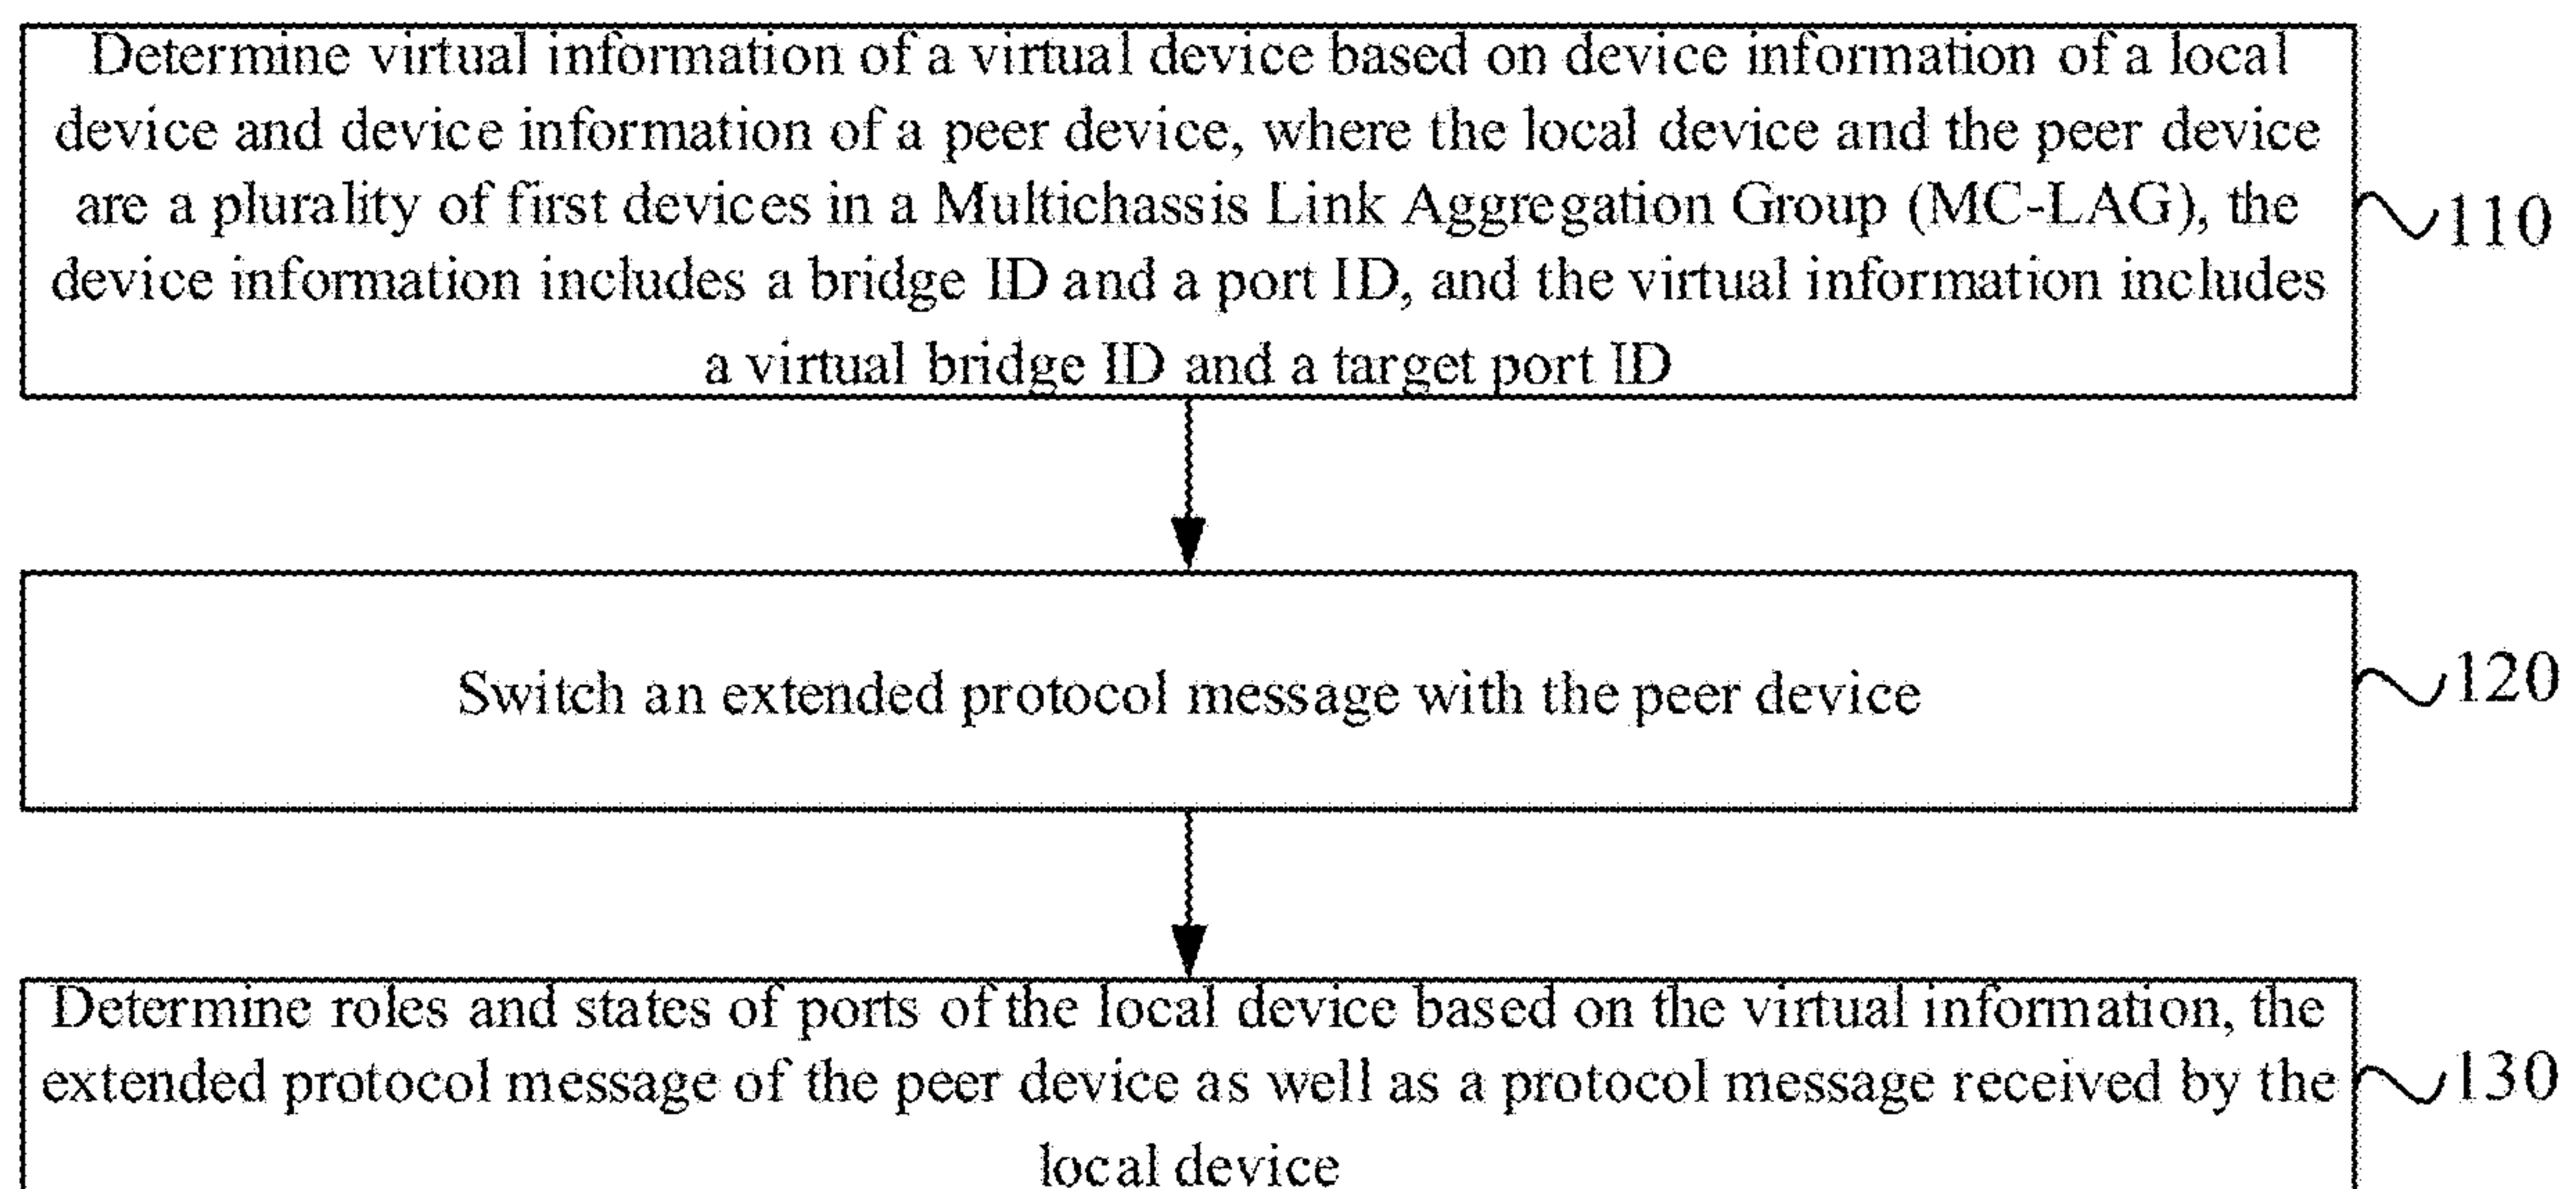 Determine virtual information of a virtual device based on device information of a local
device and device information of a peer device, where the local device and the peer device
are a plurality of first devices in a Multichassis Link Aggregation Group (MC-LAG), the
device information includes a bridge ID and a port ID, and the virtual information includes
a virtual bridge ID and a target port ID
110
Switch an extended protocol message with the peer device
120
Determine roles and states of ports of the local device based on the virtual information, the
extended protocol message of the peer device as well as a protocol message received by the
local device
130